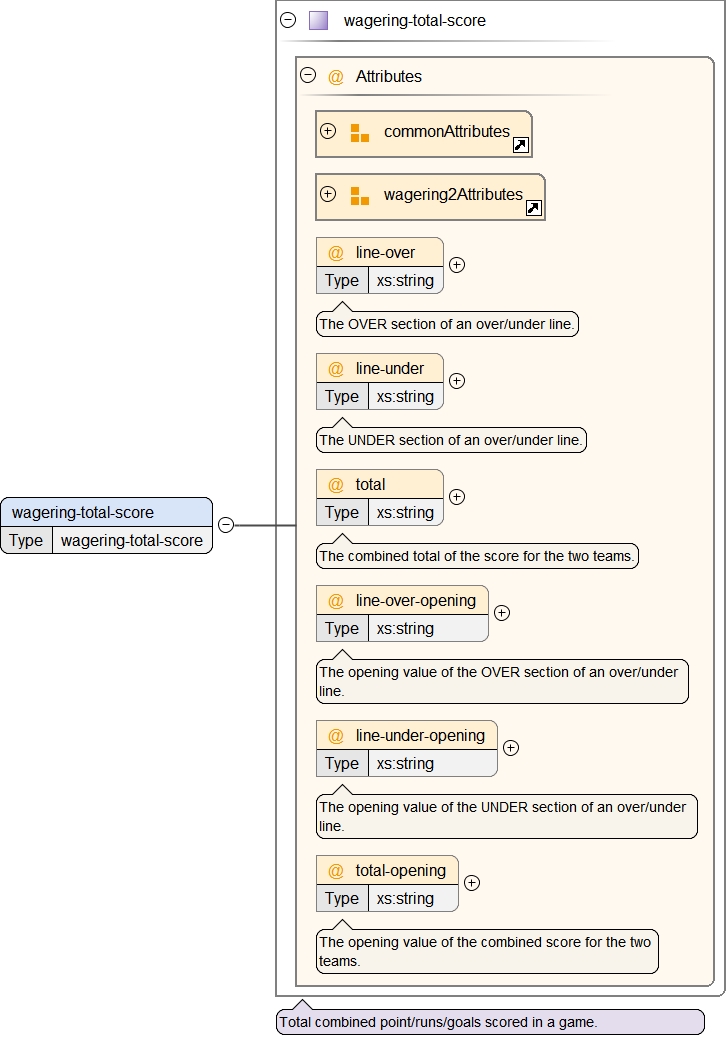 wagering-total-score
@ Attributes
commonAttributes
wagering2Attributes
@ line-over
Type xs:string
The OVER section of an over/under line.
@ line-under
Type xs:string
The UNDER section of an over/under line.
@ total
Type xs:string
The combined total of the score for the two teams.
wagering-total-score
Type wagering-total-score
@ line-over-opening
Type xs:string
The opening value of the OVER section of an over/under
line.
@ line-under-opening
Type xs:string
The opening value of the UNDER section of an over/under
line.
@ total-opening
Type xs:string
The opening value of the combined score for the two
teams.
Total combined point/runs/goals scored in a game.